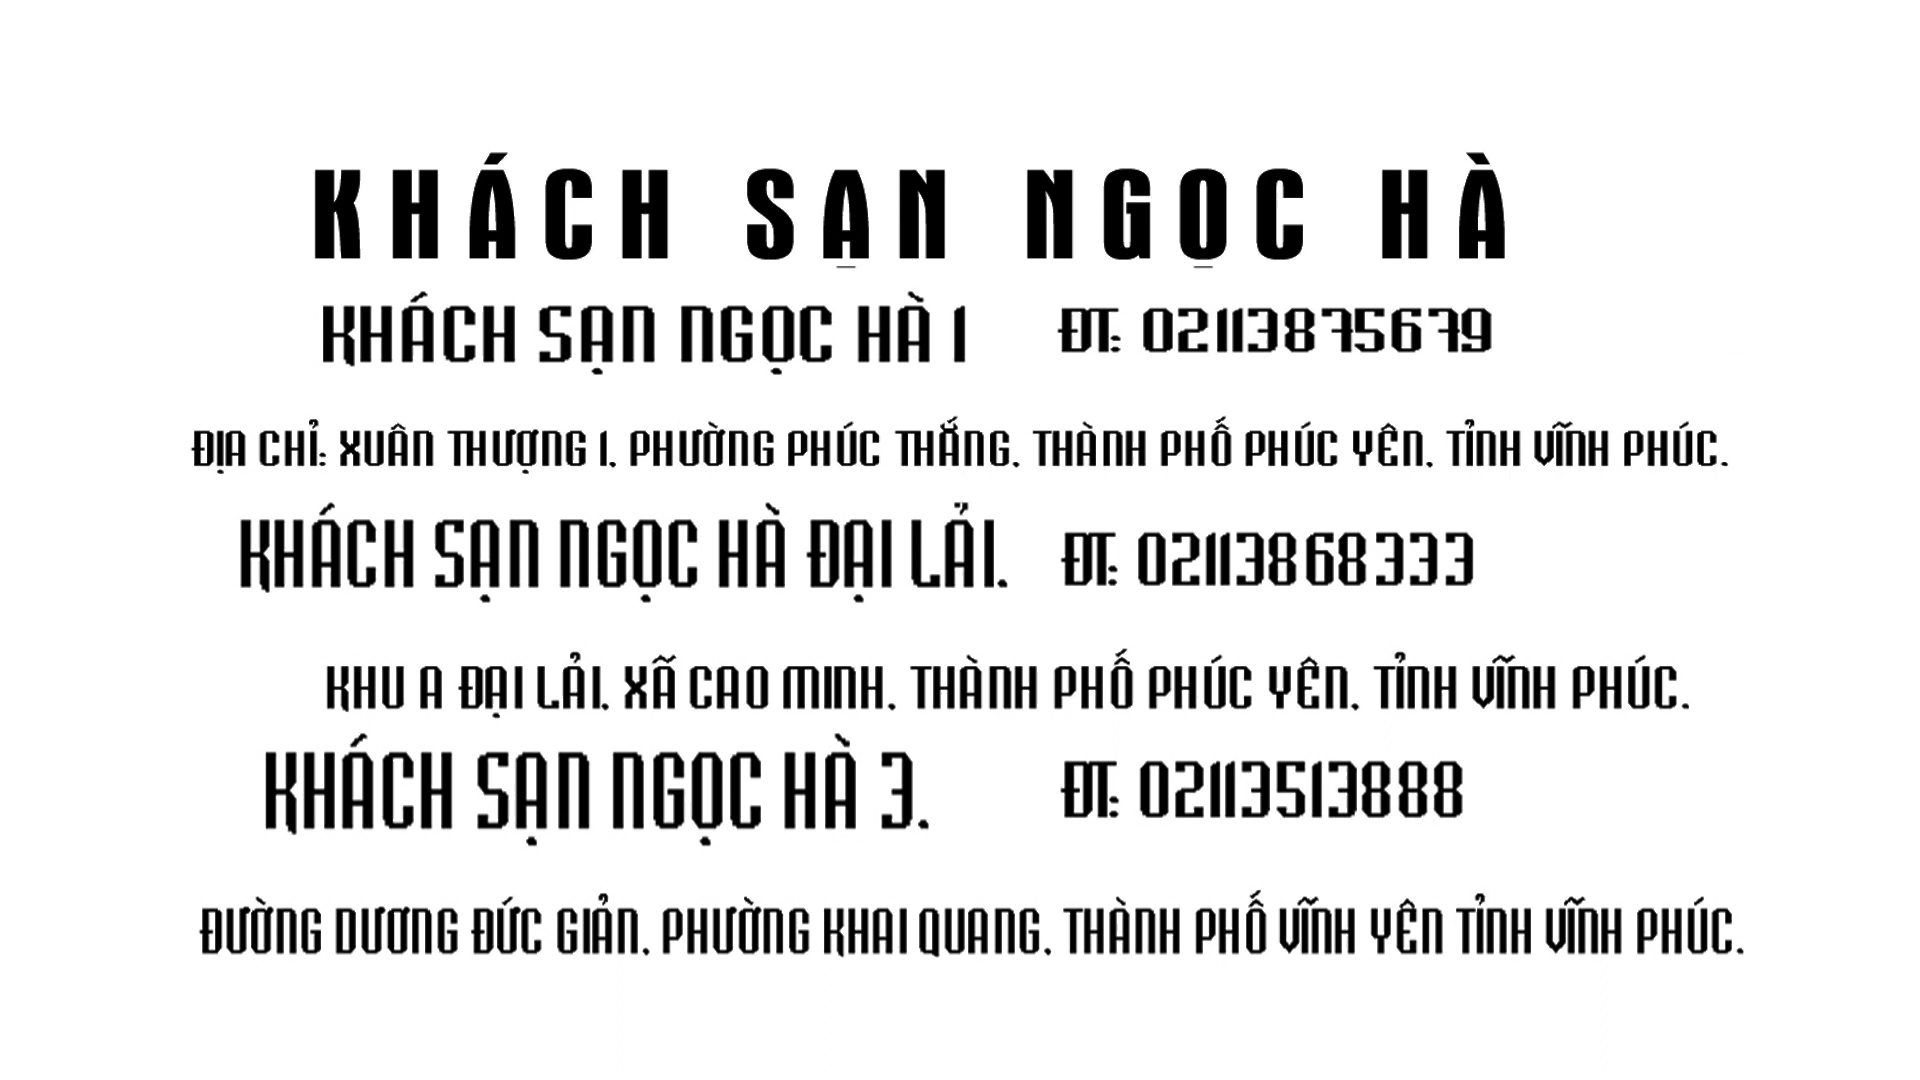 KHÁCH SẠN NGỌC HÀ
KHÁCH SẠN NGỌC HÀ 1 ĐT: 02113875679
ĐỊA CHỈ: XUÂN THƯỢNG 1, PHƯỜNG PHÚC THẮNG, THÀNH PHỐ PHÚC YÊN, TỈNH VĨNH PHÚC.
KHÁCH SẠN NGỌC HÀ ĐẠI LẢI. ĐT: 02113868333
KHU A ĐẠI LẢI, XÃ CAO MINH, THÀNH PHỐ PHÚC YÊN, TỈNH VĨNH PHÚC.
KHÁCH SẠN NGỌC HÀ 3. ĐT: 02113513888
ĐƯỜNG DƯƠNG ĐỨC GIẢN, PHƯỜNG KHAI QUANG, THÀNH PHỐ VĨNH YÊN TỈNH VĨNH PHÚC.